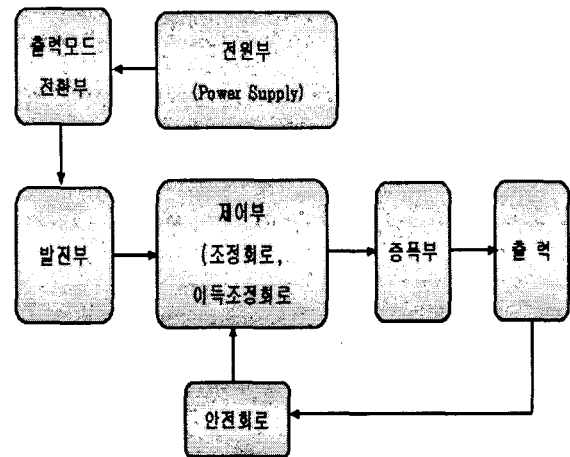 출력모드
전환부
전원부
(Power Supply)
발진부
제어부
(조정회로,
이득조정회로
증폭부
출 력
안전회로